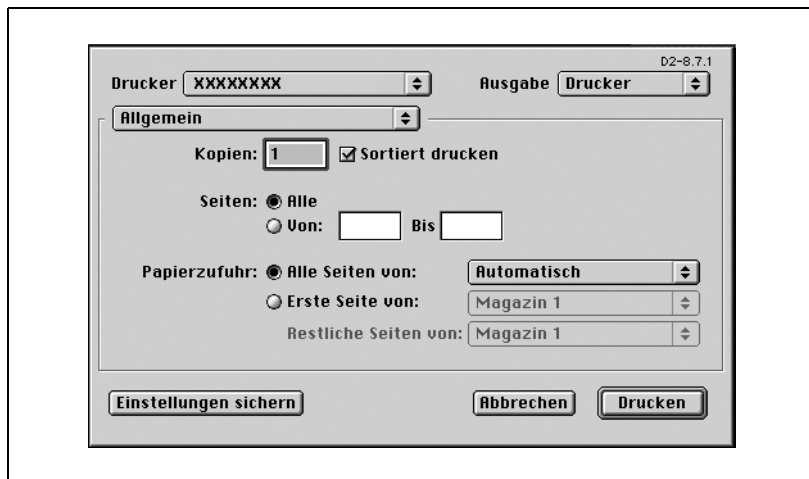 D2-8.7.1
Drucker XXXXXXXX Ausgabe Drucker
Allgemein
Kopien: 1 Sortiert drucken
Seiten: Alle
Von: Bis
Papierzufuhr: Alle Seiten von: Automatisch
Erste Seite von: Magazin 1
Restliche Seiten von: Magazin 1
Einstellungen sichern Abbrechen Drucken